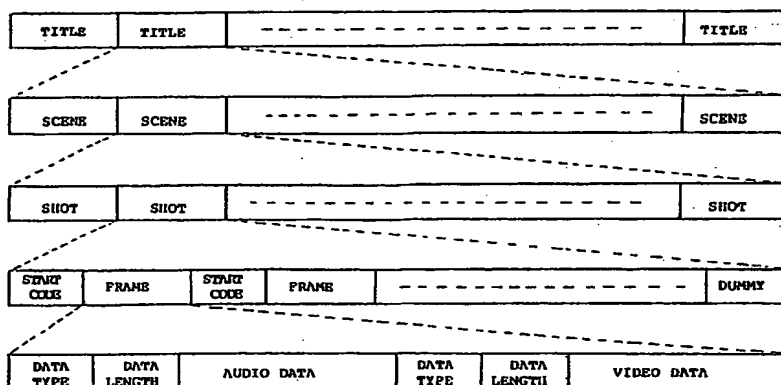 TITLE TITLE TITLE
SCENE SCENE SCENE
SHOT SHOT SHOT
START CODE FRAME START CODE FRAME DUMMY
DATA TYPE DATA LENGTH AUDIO DATA DATA TYPE DATA LENGTH VIDEO DATA